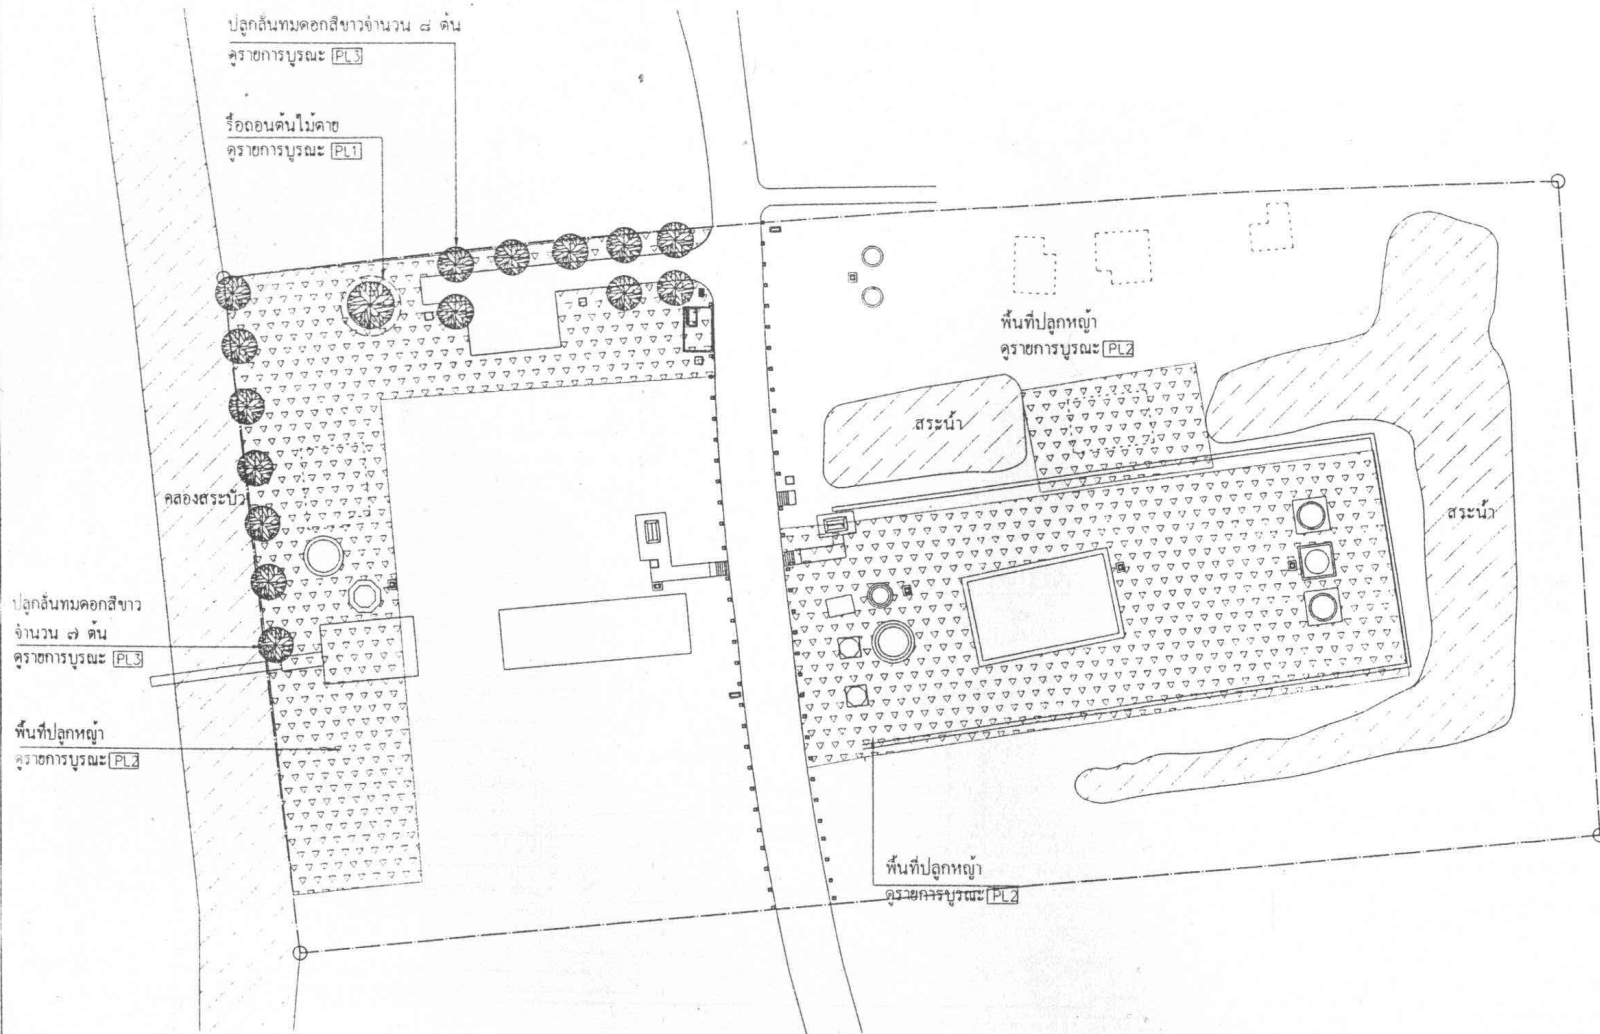 ปลูกลั่นทมดอกสีขาวจำนวน ๘ ต้น
ดูรายการบูรณะ PL3
รื้อถอนต้นไม้ตาย
ดูรายการบูรณะ PL1
พื้นที่ปลูกหญ้า
ดูรายการบูรณะ PL2
สระน้ำ
คลองสระบัว
สระน้ำ
ปลูกลั่นทมดอกสีขาว
จำนวน ๗ ต้น
ดูรายการบูรณะ PL3
พื้นที่ปลูกหญ้า
ดูรายการบูรณะ PL2
พื้นที่ปลูกหญ้า
ดูรายการบูรณะ PL2